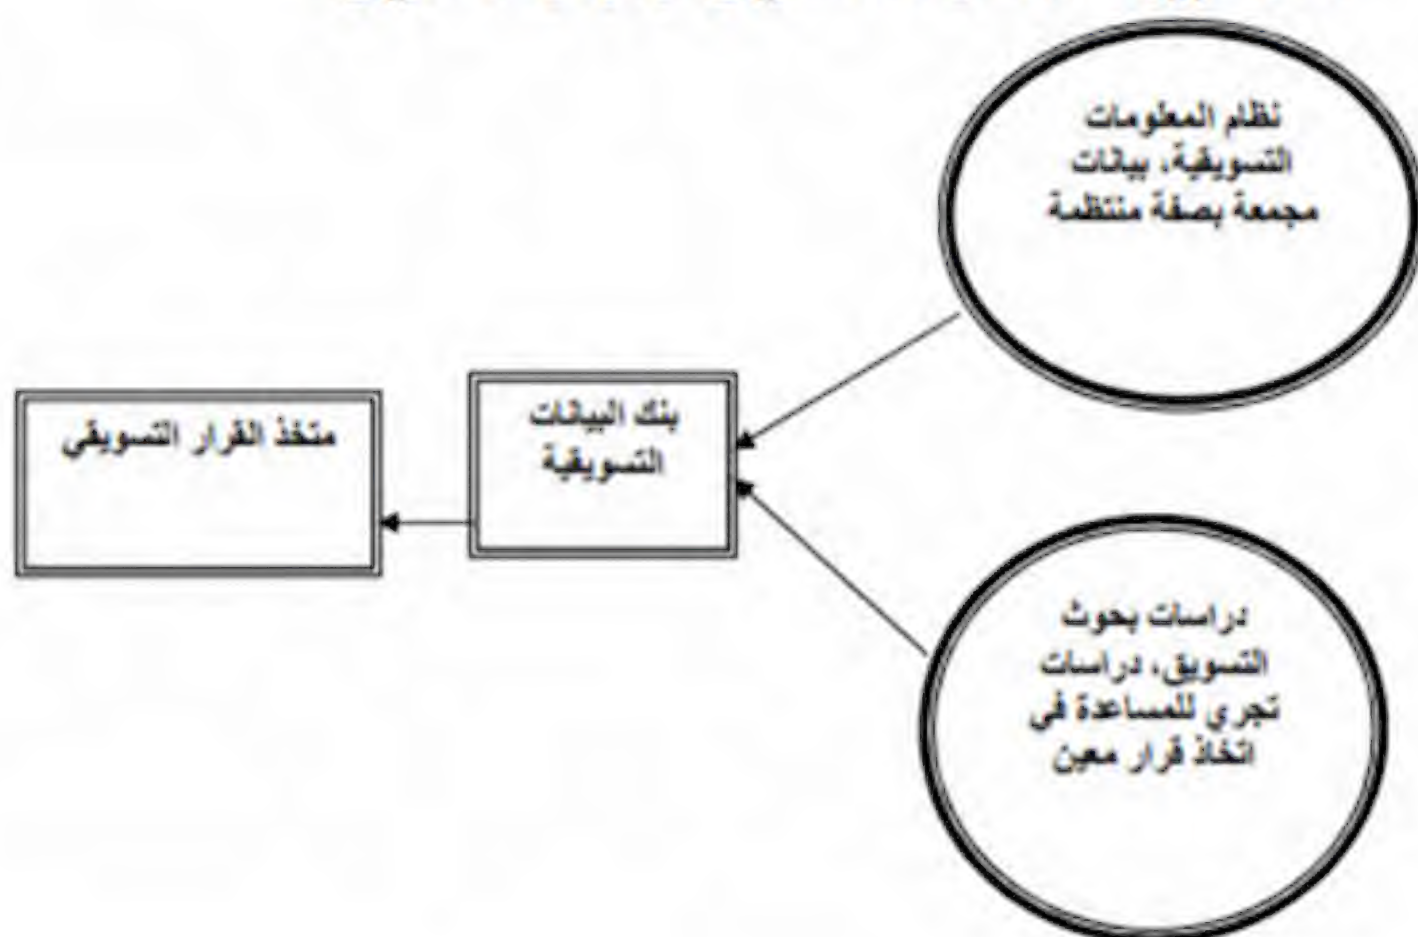 نظام المعلومات
التسويقية، بيانات
مجمعة بصفة منتظمة
بنك البيانات
التسويقية
متخذ القرار التسويقي
دراسات بحوث
التسويق، دراسات
تجري للمساعدة في
اتخاذ قرار معين